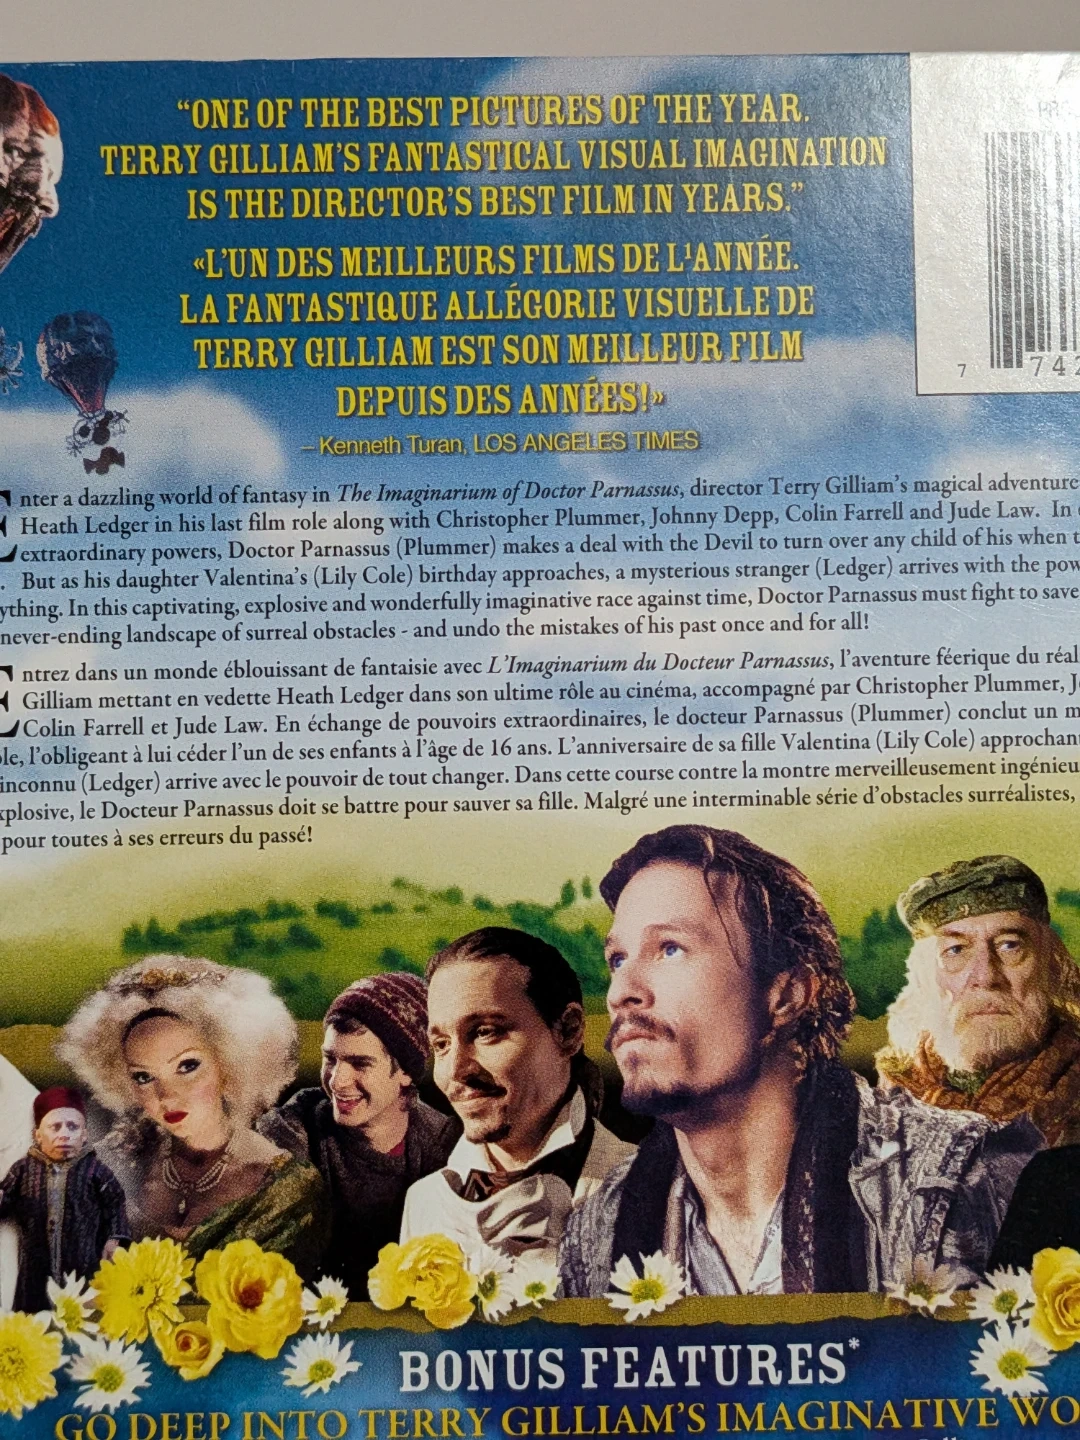 “ONE OF THE BEST PICTURES OF THE YEAR.
TERRY GILLIAM’S FANTASTICAL VISUAL IMAGINATION
IS THE DIRECTOR’S BEST FILM IN YEARS.”
«L’UN DES MEILLEURS FILMS DE L’ANNÉE.
LA FANTASTIQUE ALLÉGORIE VISUELLE DE
TERRY GILLIAM EST SON MEILLEUR FILM
DEPUIS DES ANNÉES!»
– Kenneth Turan, LOS ANGELES TIMES
7 742
Enter a dazzling world of fantasy in The Imaginarium of Doctor Parnassus, director Terry Gilliam’s magical adventure
Heath Ledger in his last film role along with Christopher Plummer, Johnny Depp, Colin Farrell and Jude Law. In
extraordinary powers, Doctor Parnassus (Plummer) makes a deal with the Devil to turn over any child of his when
. But as his daughter Valentina’s (Lily Cole) birthday approaches, a mysterious stranger (Ledger) arrives with the pow
ything. In this captivating, explosive and wonderfully imaginative race against time, Doctor Parnassus must fight to save
never-ending landscape of surreal obstacles - and undo the mistakes of his past once and for all!
Entrez dans un monde éblouissant de fantaisie avec L’Imaginarium du Docteur Parnassus, l’aventure féerique du réal
Gilliam mettant en vedette Heath Ledger dans son ultime rôle au cinéma, accompagné par Christopher Plummer, J
Colin Farrell et Jude Law. En échange de pouvoirs extraordinaires, le docteur Parnassus (Plummer) conclut un m
le, l’obligeant à lui céder l’un de ses enfants à l’âge de 16 ans. L’anniversaire de sa fille Valentina (Lily Cole) approchan
inconnu (Ledger) arrive avec le pouvoir de tout changer. Dans cette course contre la montre merveilleusement ingénieu
xplosive, le Docteur Parnassus doit se battre pour sauver sa fille. Malgré une interminable série d’obstacles surréalistes,
pour toutes à ses erreurs du passé!
BONUS FEATURES*
GO DEEP INTO TERRY GILLIAM’S IMAGINATIVE WO